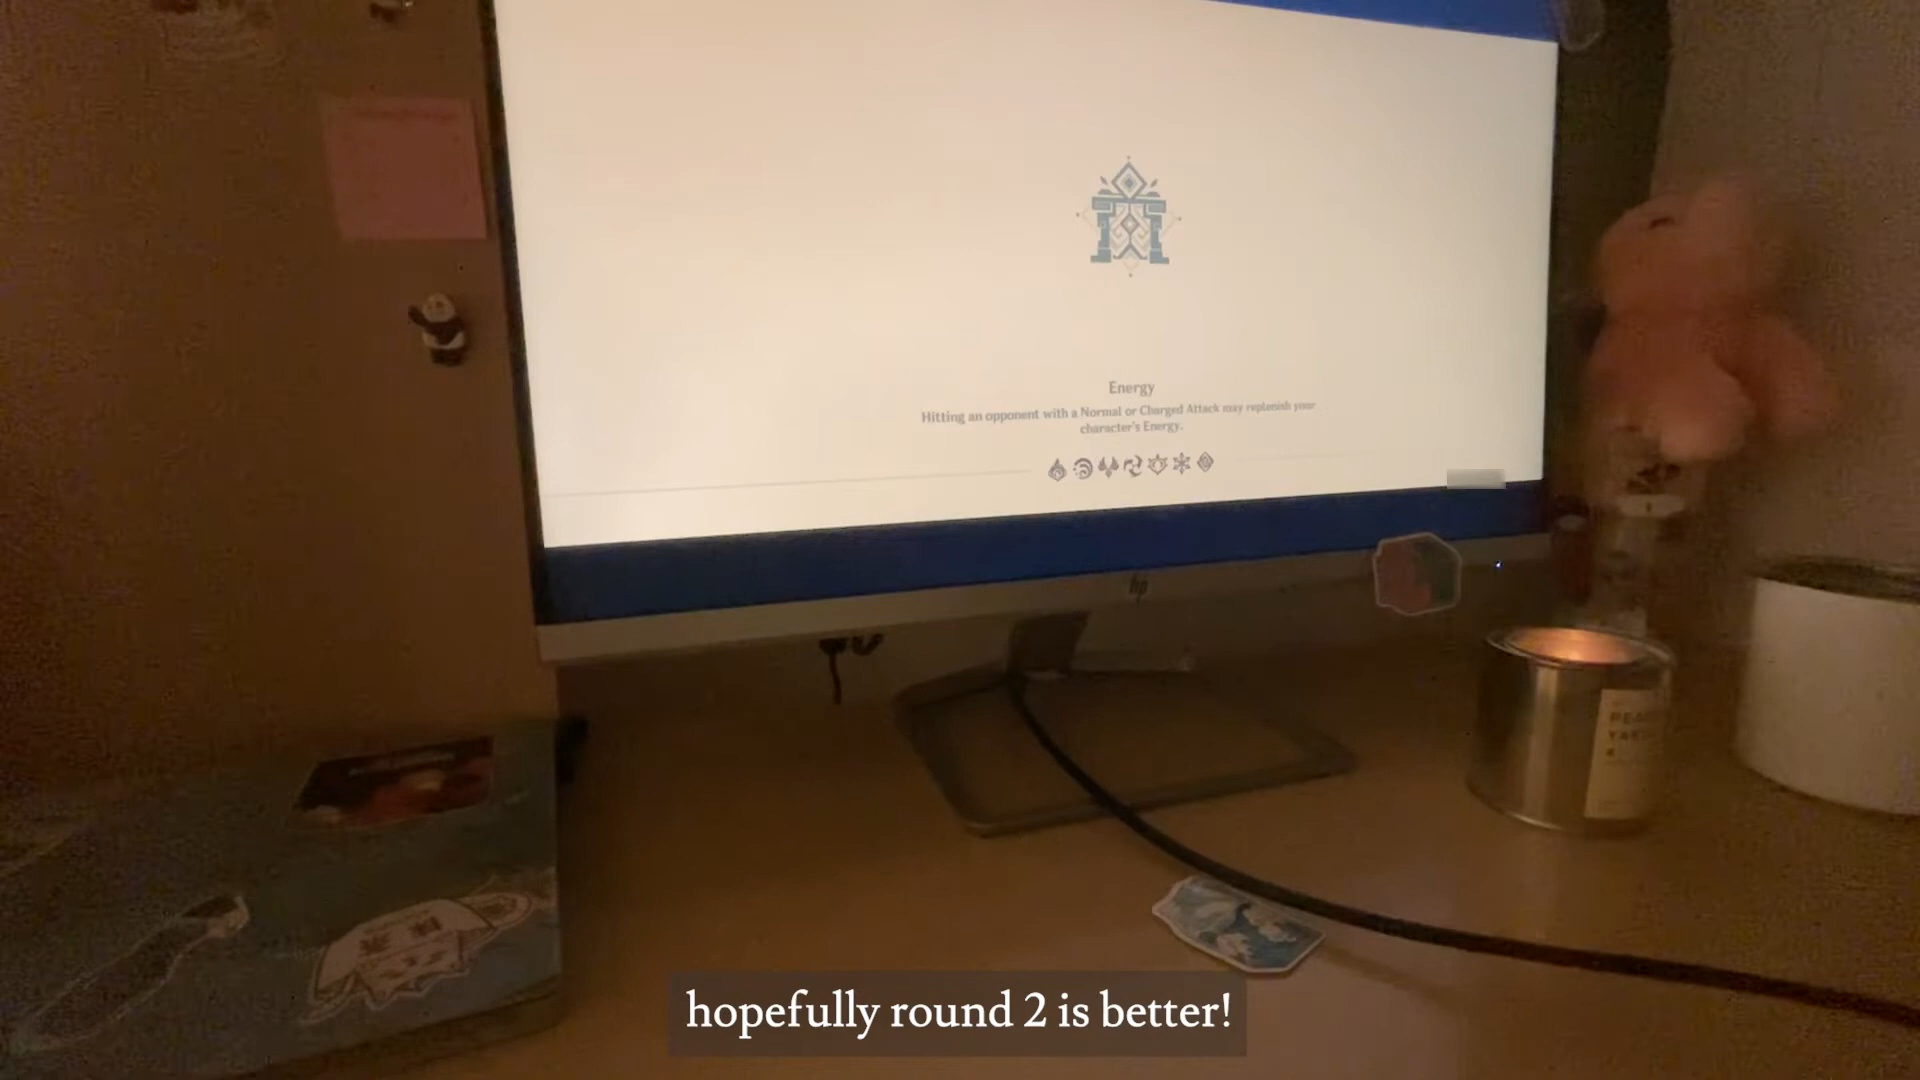 Energy
Hitting an opponent with a Normal or Charged Attack may replenish your
character's Energy.
hp
hopefully round 2 is better!